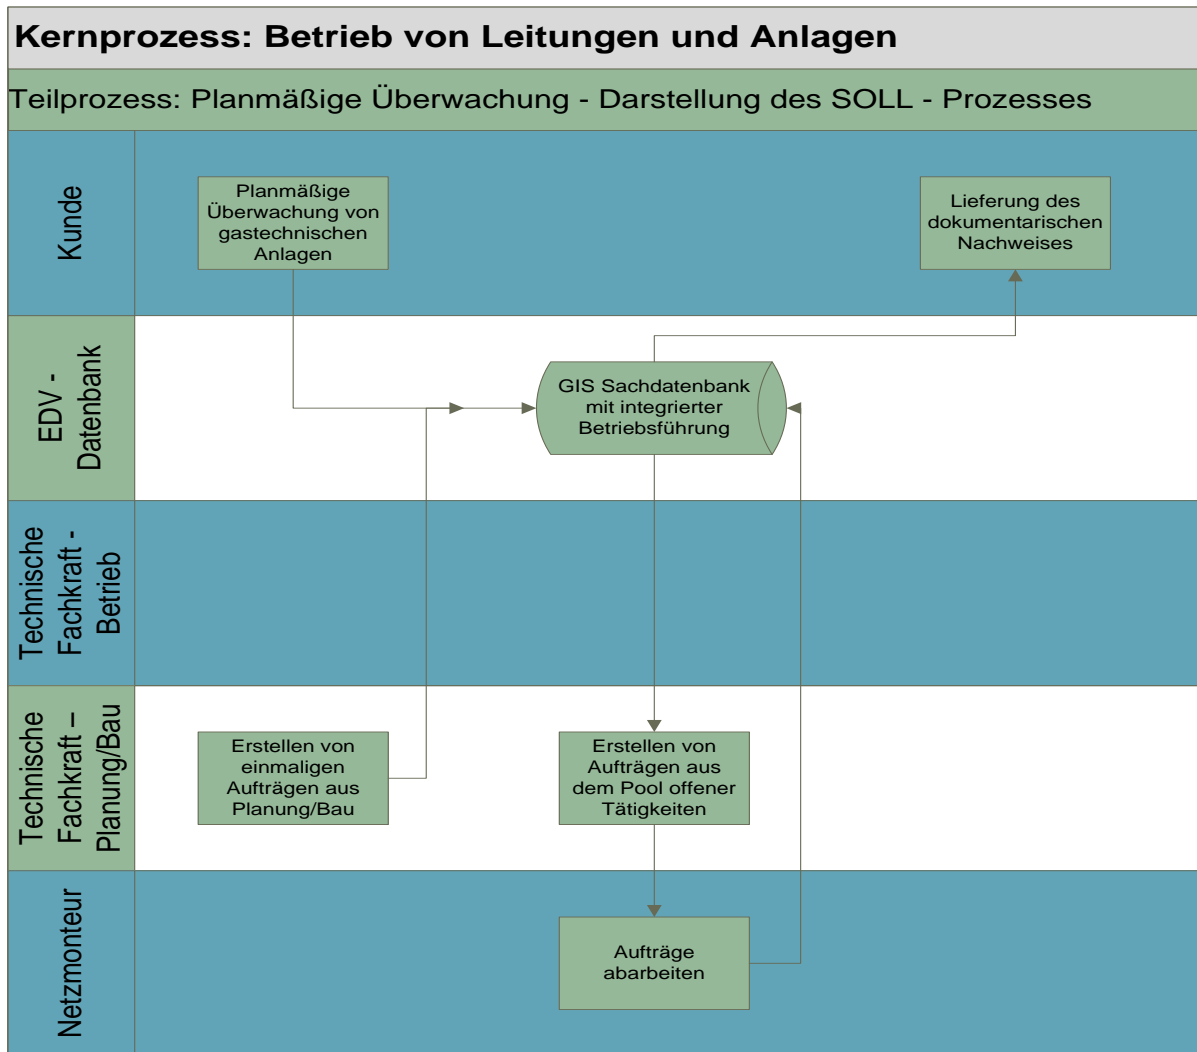 Kernprozess: Betrieb von Leitungen und Anlagen
Teilprozess: Planmäßige Überwachung - Darstellung des SOLL - Prozesses
Kunde
Planmäßige
Überwachung von
gastechnischen
Anlagen
Lieferung des
dokumentarischen
Nachweises
EDV -
Datenbank
GIS Sachdatenbank
mit integrierter
Betriebsführung
Technische
Fachkraft -
Betrieb
Technische
Fachkraft –
Planung/Bau
Erstellen von
einmaligen
Aufträgen aus
Planung/Bau
Erstellen von
Aufträgen aus
dem Pool offener
Tätigkeiten
Netzmonteur
Aufträge
abarbeiten